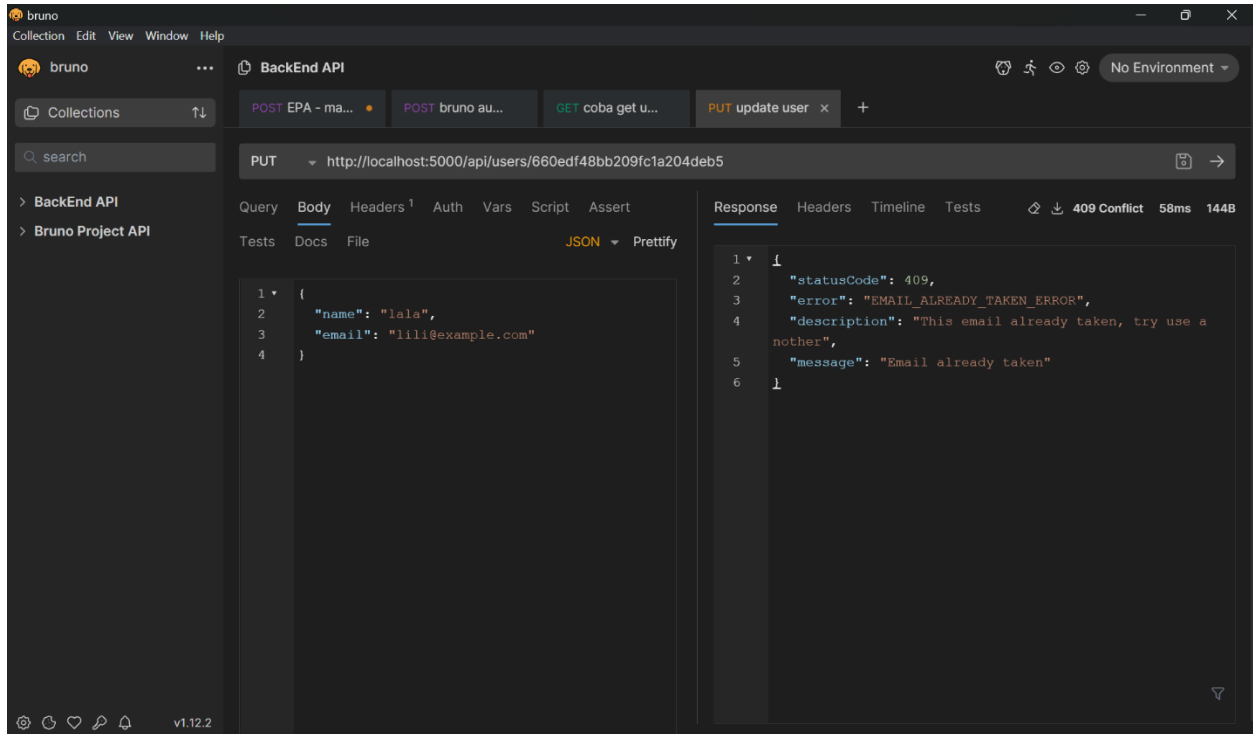 bruno
Collection Edit View Window Help
bruno
BackEnd API
No Environment
Collections
POST EPA - ma...
POST bruno au...
GET coba get u...
PUT update user
search
PUT http://localhost:5000/api/users/660edf48bb209fc1a204deb5
BackEnd API
Bruno Project API
Query Body Headers 1 Auth Vars Script Assert
Tests Docs File JSON Prettify
1 {
2 "name": "lala",
3 "email": "lili@example.com"
4 }
Response Headers Timeline Tests 409 Conflict 58ms 144B
1 {
2 "statusCode": 409,
3 "error": "EMAIL_ALREADY_TAKEN_ERROR",
4 "description": "This email already taken, try use a
nother",
5 "message": "Email already taken"
6 }
v1.12.2